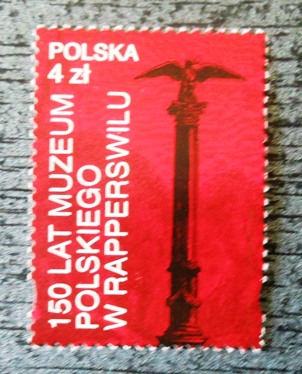 POLSKA
4 zł
150 LAT MUZEUM
POLSKIEGO
W RAPPERSWILU